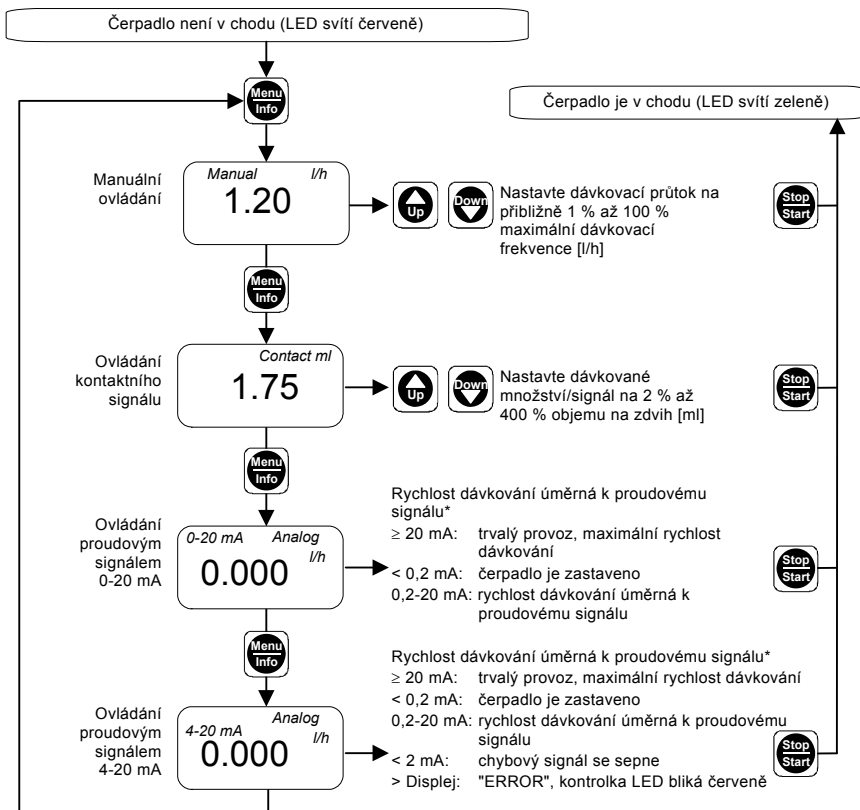 Čerpadlo není v chodu (LED svítí červeně)
Menu
Info
Čerpadlo je v chodu (LED svítí zeleně)
Manuální
ovládání
Manual l/h
1.20
Up
Down
Nastavte dávkovací průtok na
přibližně 1 % až 100 %
maximální dávkovací
frekvence [l/h]
Stop
Start
Menu
Info
Ovládání
kontaktního
signálu
Contact ml
1.75
Up
Down
Nastavte dávkované
množství/signál na 2 % až
400 % objemu na zdvih [ml]
Stop
Start
Menu
Info
Ovládání
proudovým
signálem
0-20 mA
0-20 mA Analog
l/h
0.000
Rychlost dávkování úměrná k proudovému
signálu*
≥ 20 mA: trvalý provoz, maximální rychlost
dávkování
< 0,2 mA: čerpadlo je zastaveno
0,2-20 mA: rychlost dávkování úměrná k
proudovému signálu
Stop
Start
Menu
Info
Ovládání
proudovým
signálem
4-20 mA
4-20 mA Analog
l/h
0.000
Rychlost dávkování úměrná k proudovému signálu*
≥ 20 mA: trvalý provoz, maximální rychlost dávkování
< 0,2 mA: čerpadlo je zastaveno
0,2-20 mA: rychlost dávkování úměrná k proudovému
signálu
< 2 mA: chybový signál se sepne
> Displej: "ERROR", kontrolka LED bliká červeně
Stop
Start